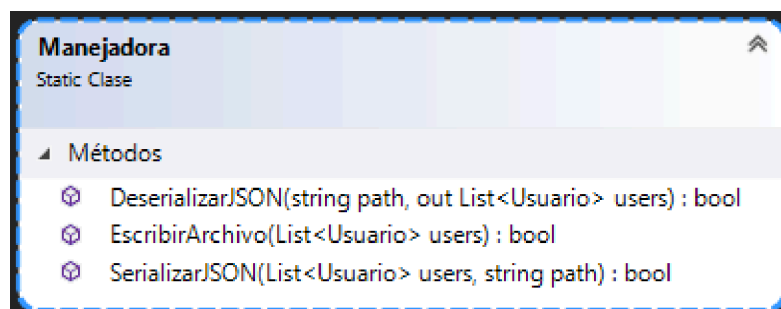 Manejadora
Static Clase
Métodos
DeserializarJSON(string path, out List<Usuario> users) : bool
EscribirArchivo(List<Usuario> users) : bool
SerializarJSON(List<Usuario> users, string path) : bool